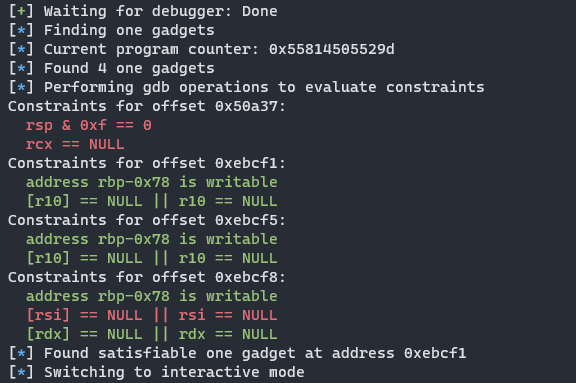 [+] Waiting for debugger: Done
[*] Finding one gadgets
[*] Current program counter: 0x55814505529d
[*] Found 4 one gadgets
[*] Performing gdb operations to evaluate constraints
Constraints for offset 0x50a37:
  rsp & 0xf == 0
  rcx == NULL
Constraints for offset 0xebcf1:
  address rbp-0x78 is writable
  [r10] == NULL || r10 == NULL
Constraints for offset 0xebcf5:
  address rbp-0x78 is writable
  [r10] == NULL || r10 == NULL
Constraints for offset 0xebcf8:
  address rbp-0x78 is writable
  [rsi] == NULL || rsi == NULL
  [rdx] == NULL || rdx == NULL
[*] Found satisfiable one gadget at address 0xebcf1
[*] Switching to interactive mode